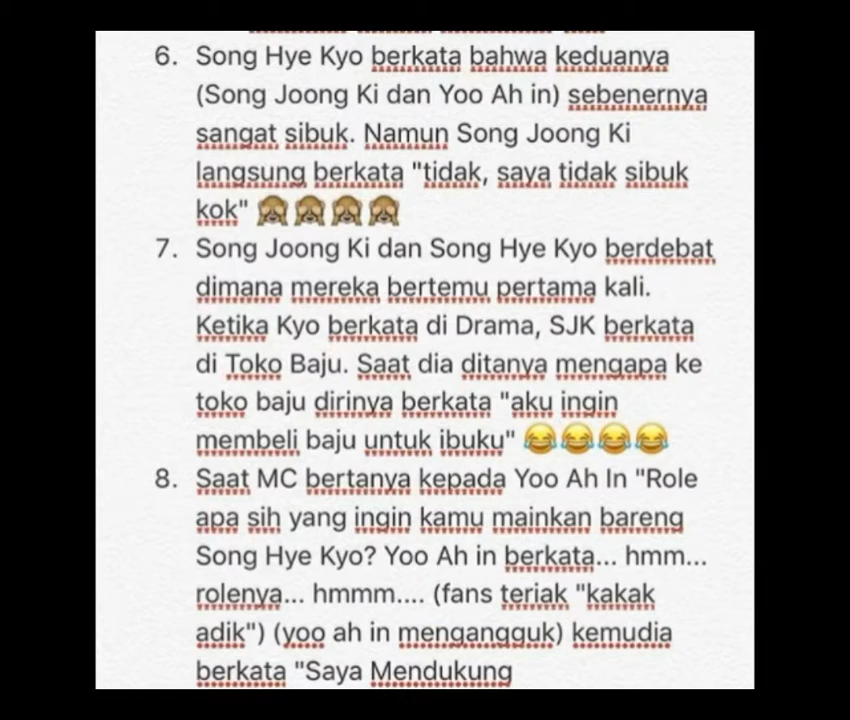 6. Song Hye Kyo berkata bahwa keduanya
(Song Joong Ki dan Yoo Ah in) sebenernya
sangat sibuk. Namun Song Joong Ki
langsung berkata "tidak, saya tidak sibuk
kok" 🙈🙈🙈🙈
7. Song Joong Ki dan Song Hye Kyo berdebat
dimana mereka bertemu pertama kali.
Ketika Kyo berkata di Drama, SJK berkata
di Toko Baju. Saat dia ditanya mengapa ke
toko baju dirinya berkata "aku ingin
membeli baju untuk ibuku" 😂😂😂😂
8. Saat MC bertanya kepada Yoo Ah In "Role
apa sih yang ingin kamu mainkan bareng
Song Hye Kyo? Yoo Ah in berkata... hmm...
rolenya... hmmm.... (fans teriak "kakak
adik") (yoo ah in mengangguk) kemudia
berkata "Saya Mendukung